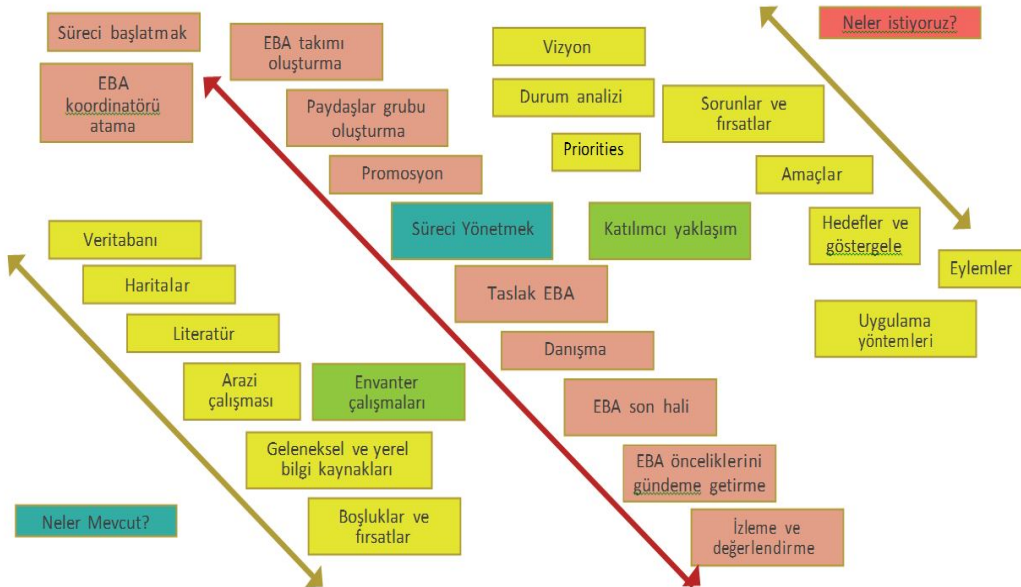 Süreci başlatmak
EBA
koordinatörü
atama
EBA takımı
oluşturma
Paydaşlar grubu
oluşturma
Promosyon
Süreci Yönetmek
Taslak EBA
Danışma
EBA son hali
EBA önceliklerini
gündeme getirme
İzleme ve
değerlendirme
Vizyon
Durum analizi
Priorities
Katılımcı yaklaşım
Neler istiyoruz?
Sorunlar ve
fırsatlar
Amaçlar
Hedefler ve
göstergele
Eylemler
Uygulama
yöntemleri
Veritabanı
Haritalar
Literatür
Arazi
çalışması
Envanter
çalışmaları
Geleneksel ve yerel
bilgi kaynakları
Boşluklar ve
fırsatlar
Neler Mevcut?